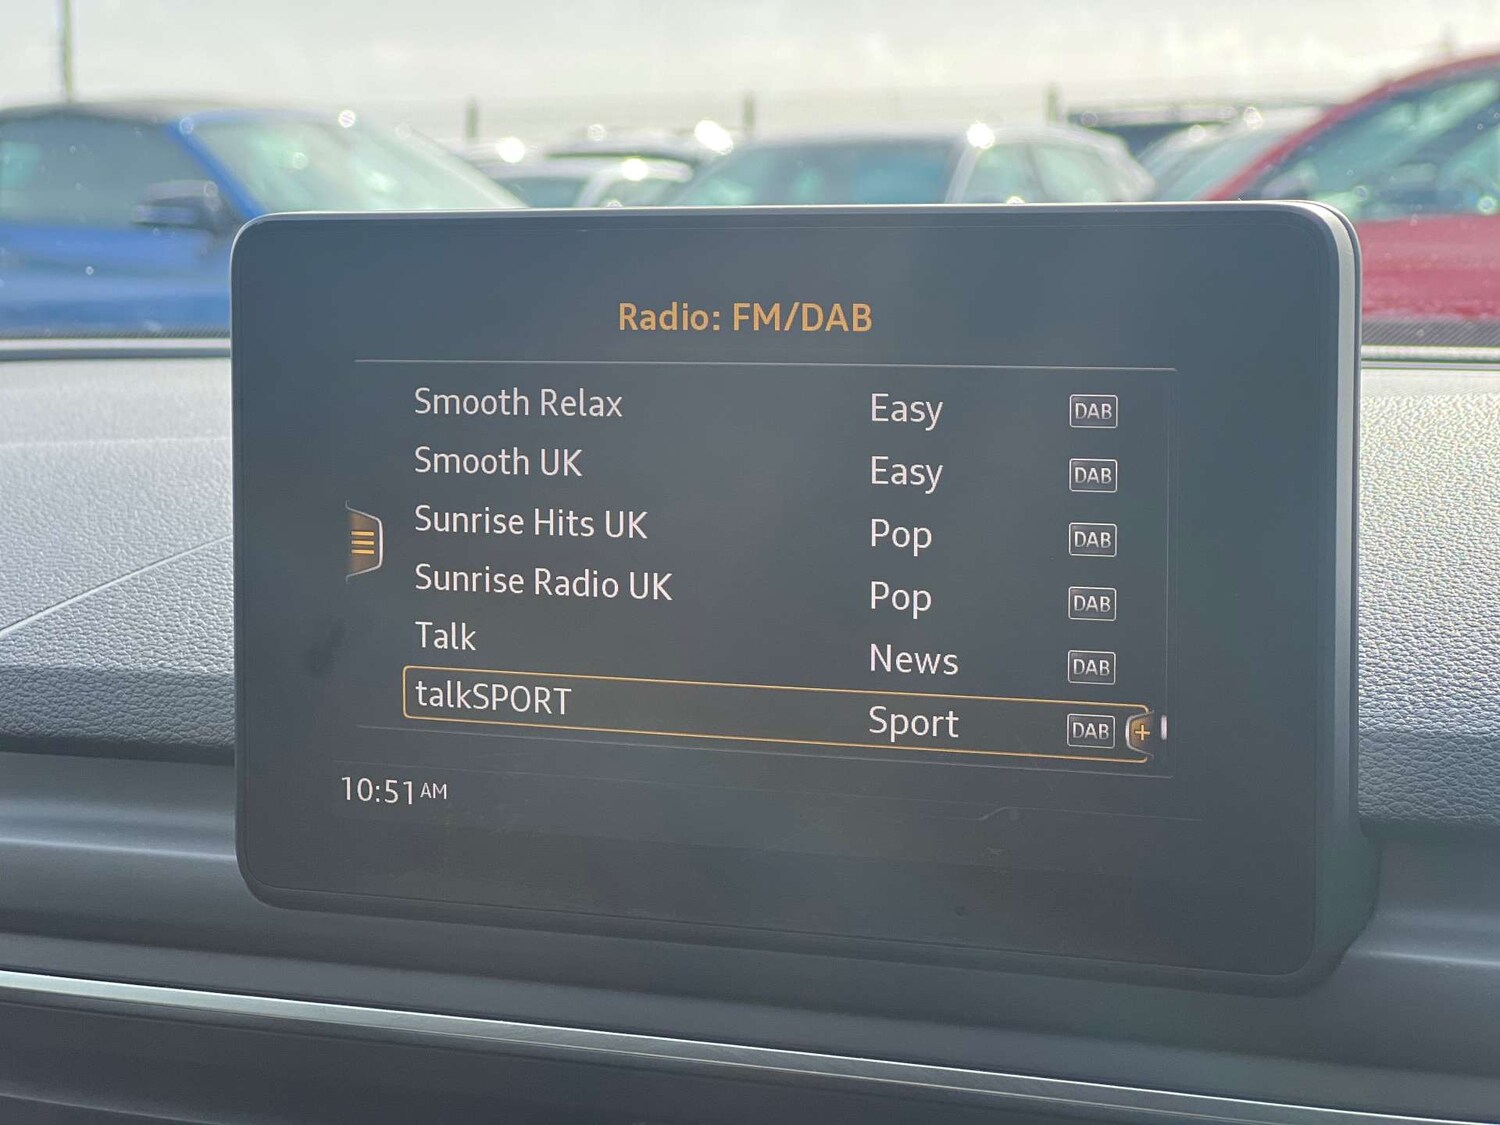 Radio: FM/DAB
Smooth Relax Easy DAB
Smooth UK Easy DAB
Sunrise Hits UK Pop DAB
Sunrise Radio UK Pop DAB
Talk News DAB
talkSPORT Sport DAB +
10:51 AM